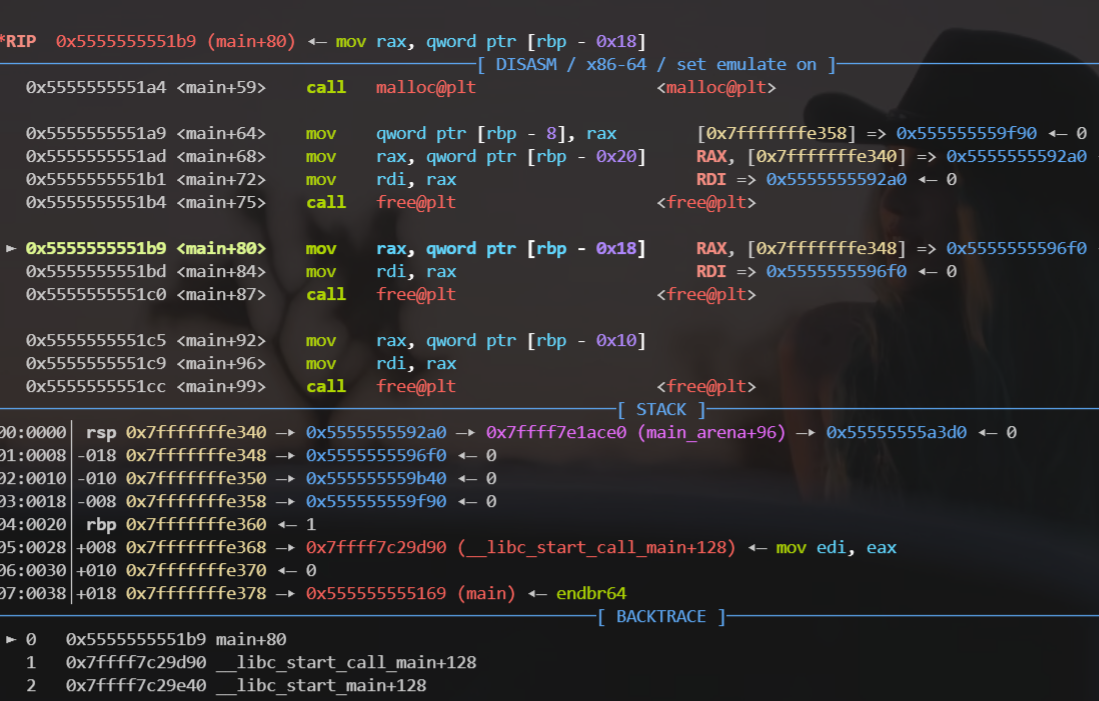 *RIP  0x5555555551b9 (main+80) ◂— mov rax, qword ptr [rbp - 0x18]
[ DISASM / x86-64 / set emulate on ]
0x5555555551a4 <main+59>    call   malloc@plt                  <malloc@plt>
0x5555555551a9 <main+64>    mov    qword ptr [rbp - 8], rax        [0x7fffffffe358] => 0x555555559f90 ◂— 0
0x5555555551ad <main+68>    mov    rax, qword ptr [rbp - 0x20]     RAX, [0x7fffffffe340] => 0x5555555592a0
0x5555555551b1 <main+72>    mov    rdi, rax                        RDI => 0x5555555592a0 ◂— 0
0x5555555551b4 <main+75>    call   free@plt                    <free@plt>
► 0x5555555551b9 <main+80>    mov    rax, qword ptr [rbp - 0x18]     RAX, [0x7fffffffe348] => 0x5555555596f0
0x5555555551bd <main+84>    mov    rdi, rax                        RDI => 0x5555555596f0 ◂— 0
0x5555555551c0 <main+87>    call   free@plt                    <free@plt>
0x5555555551c5 <main+92>    mov    rax, qword ptr [rbp - 0x10]
0x5555555551c9 <main+96>    mov    rdi, rax
0x5555555551cc <main+99>    call   free@plt                    <free@plt>
[ STACK ]
00:0000│ rsp 0x7fffffffe340 —▸ 0x5555555592a0 —▸ 0x7ffff7e1ace0 (main_arena+96) —▸ 0x55555555a3d0 ◂— 0
01:0008│-018 0x7fffffffe348 —▸ 0x5555555596f0 ◂— 0
02:0010│-010 0x7fffffffe350 —▸ 0x555555559b40 ◂— 0
03:0018│-008 0x7fffffffe358 —▸ 0x555555559f90 ◂— 0
04:0020│ rbp 0x7fffffffe360 ◂— 1
05:0028│+008 0x7fffffffe368 —▸ 0x7ffff7c29d90 (__libc_start_call_main+128) ◂— mov edi, eax
06:0030│+010 0x7fffffffe370 ◂— 0
07:0038│+018 0x7fffffffe378 —▸ 0x555555555169 (main) ◂— endbr64
[ BACKTRACE ]
► 0   0x5555555551b9 main+80
1   0x7ffff7c29d90 __libc_start_call_main+128
2   0x7ffff7c29e40 __libc_start_main+128